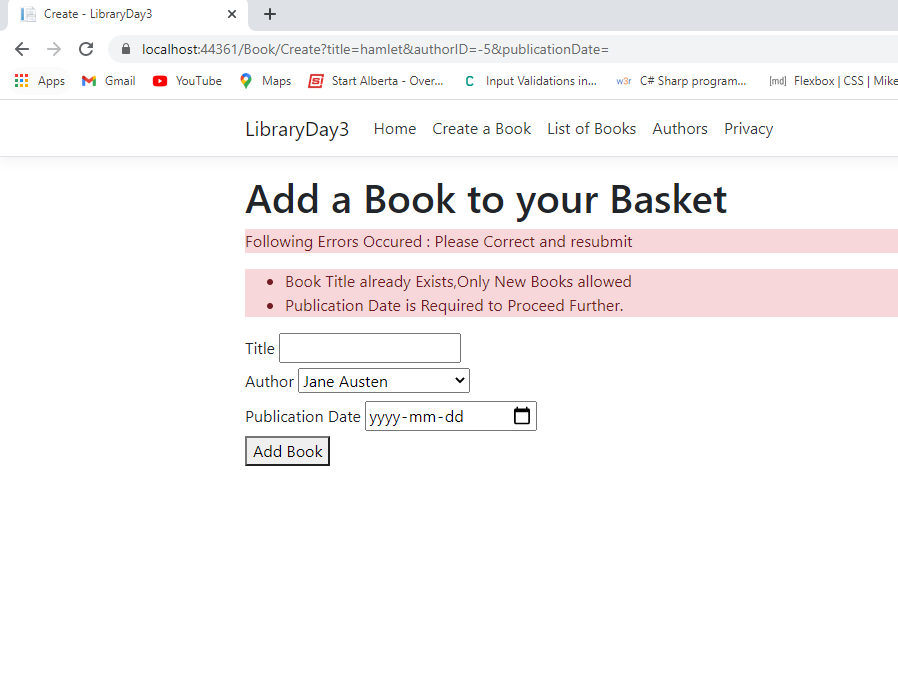 Create - LibraryDay3
localhost:44361/Book/Create?title=hamlet&authorID=-5&publicationDate=
Apps Gmail YouTube Maps Start Alberta - Over... Input Validations in... w3r C# Sharp program... [md] Flexbox | CSS | Mike
LibraryDay3 Home Create a Book List of Books Authors Privacy
Add a Book to your Basket
Following Errors Occured : Please Correct and resubmit
Book Title already Exists,Only New Books allowed
Publication Date is Required to Proceed Further.
Title
Author Jane Austen
Publication Date yyyy-mm-dd
Add Book